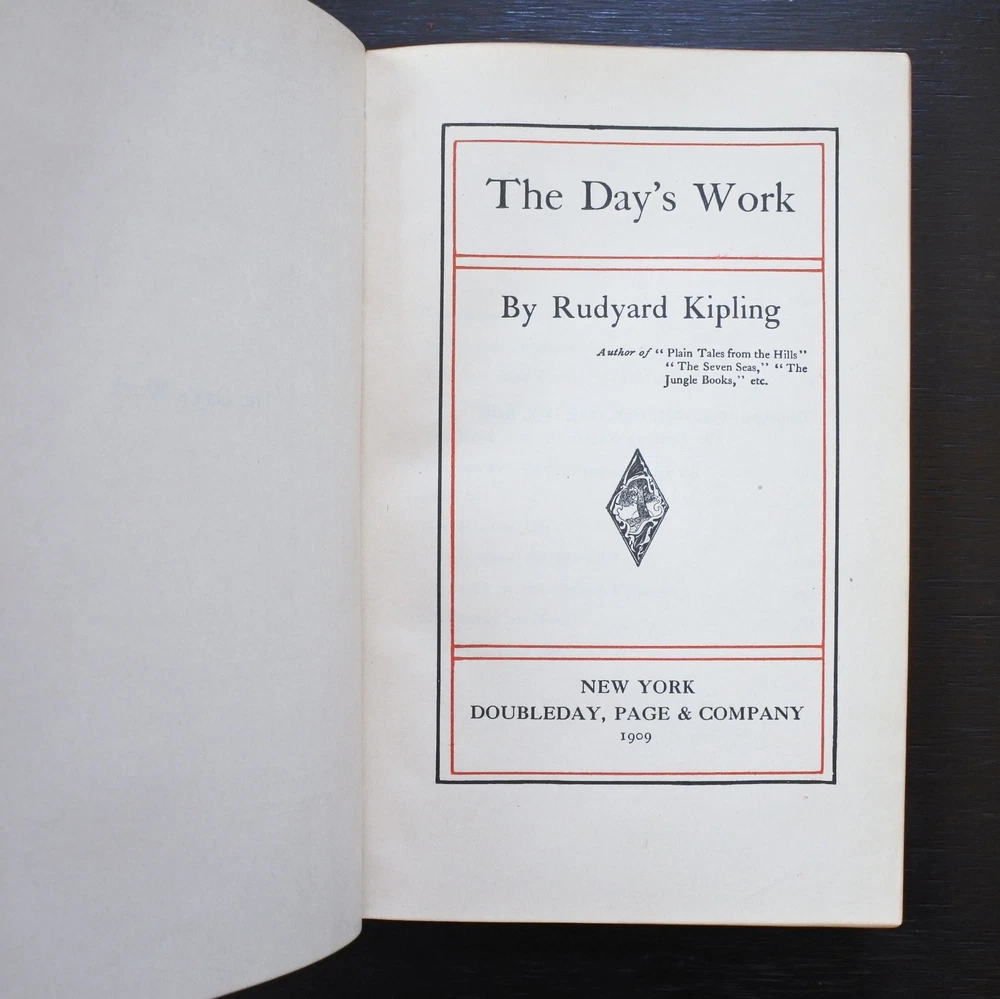 The Day's Work
By Rudyard Kipling
Author of “ Plain Tales from the Hills”
“ The Seven Seas,” “ The
Jungle Books,” etc.
NEW YORK
DOUBLEDAY, PAGE & COMPANY
1909